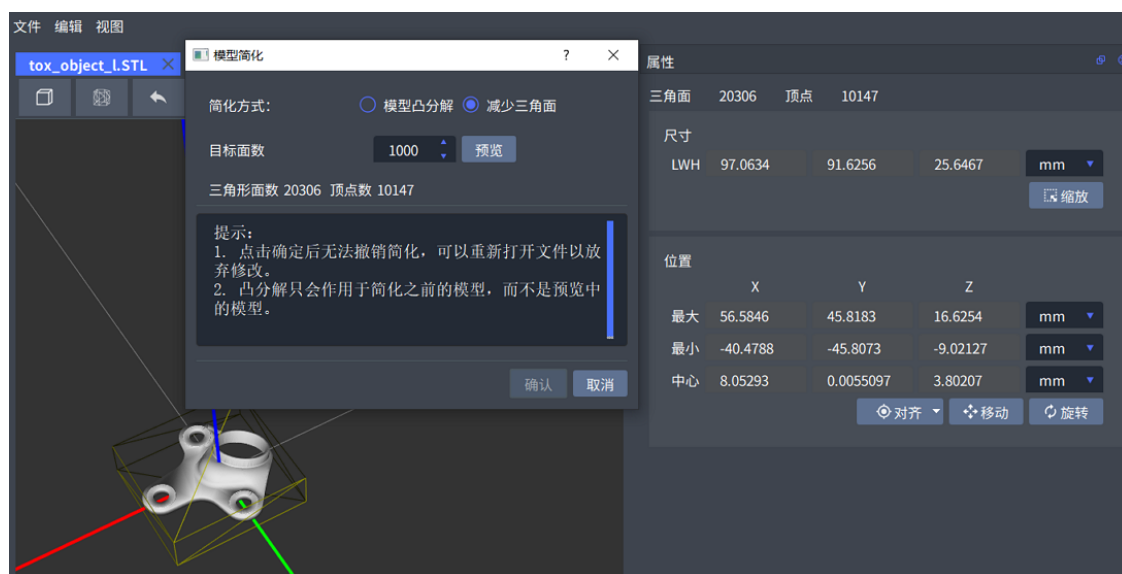 文件 编辑 视图
tox_object_l.STL
模型简化
?
简化方式： 模型凸分解 减少三角面
目标面数 1000 预览
三角形面数 20306 顶点数 10147
提示:
1. 点击确定后无法撤销简化，可以重新打开文件以放
弃修改。
2. 凸分解只会作用于简化之前的模型，而不是预览中
的模型。
确认 取消
属性
三角面 20306 顶点 10147
尺寸
LWH 97.0634 91.6256 25.6467 mm
缩放
位置
X Y Z
最大 56.5846 45.8183 16.6254 mm
最小 -40.4788 -45.8073 -9.02127 mm
中心 8.05293 0.0055097 3.80207 mm
对齐 移动 旋转